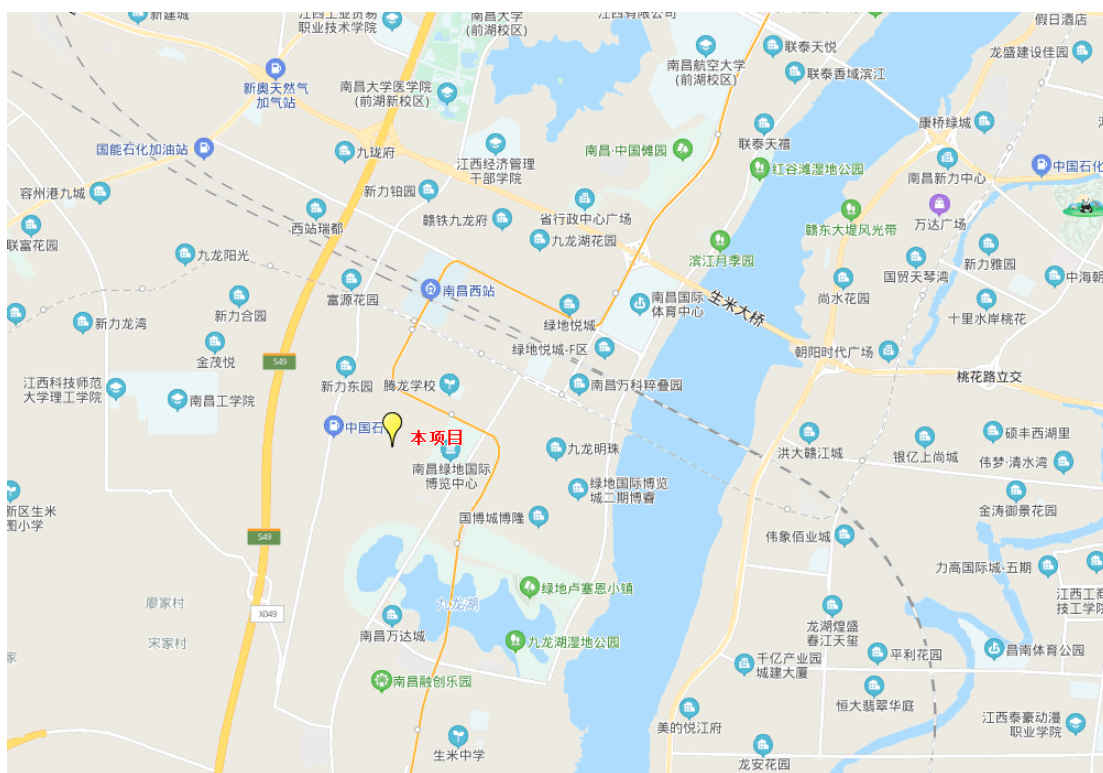 新建城
江西工业贸易
职业技术学院
南昌大学
(前湖校区)
江西有限公司
联泰天悦
假日酒店
龙盛建设佳园
南昌航空大学
(前湖校区)
联泰香域滨江
新奥天然气
加气站
南昌大学医学院
(前湖新校区)
康桥绿城
国能石化加油站
九珑府
江西经济管理
干部学院
南昌·中国傩园
联泰天禧
红谷滩湿地公园
南昌新力中心
中国石化
容州港九城
新力铂园
西站瑞都
赣铁九龙府
省行政中心广场
赣东大堤风光带
万达广场
联富花园
九龙阳光
九龙湖花园
滨江月季园
国贸天琴湾
新力雅园
中海朝
富源花园
南昌西站
南昌国际
体育中心
生米大桥
尚水花园
新力合园
新力龙湾
绿地悦城
十里水岸桃花
金茂悦
S49
绿地悦城-F区
朝阳时代广场
桃花路立交
江西科技师范
大学理工学院
南昌工学院
新力东园
腾龙学校
南昌万科粹叠园
中国石
本项目
南昌绿地国际
博览中心
九龙明珠
洪大赣江城
银亿上尚城
硕丰西湖里
伟梦·清水湾
新区生米
图小学
绿地国际博览
城二期博睿
国博城博隆
金涛御景花园
S49
伟象佰业城
力高国际城-五期
廖家村
X049
宋家村
家
九龙湖
绿地卢塞恩小镇
南昌万达城
九龙湖湿地公园
江西工商
技工学院
龙湖煌盛
春江天玺
平利花园
昌南体育公园
千亿产业园
城建大厦
南昌融创乐园
恒大翡翠华庭
美的悦江府
江西泰豪动漫
职业学院
生米中学
龙安花园